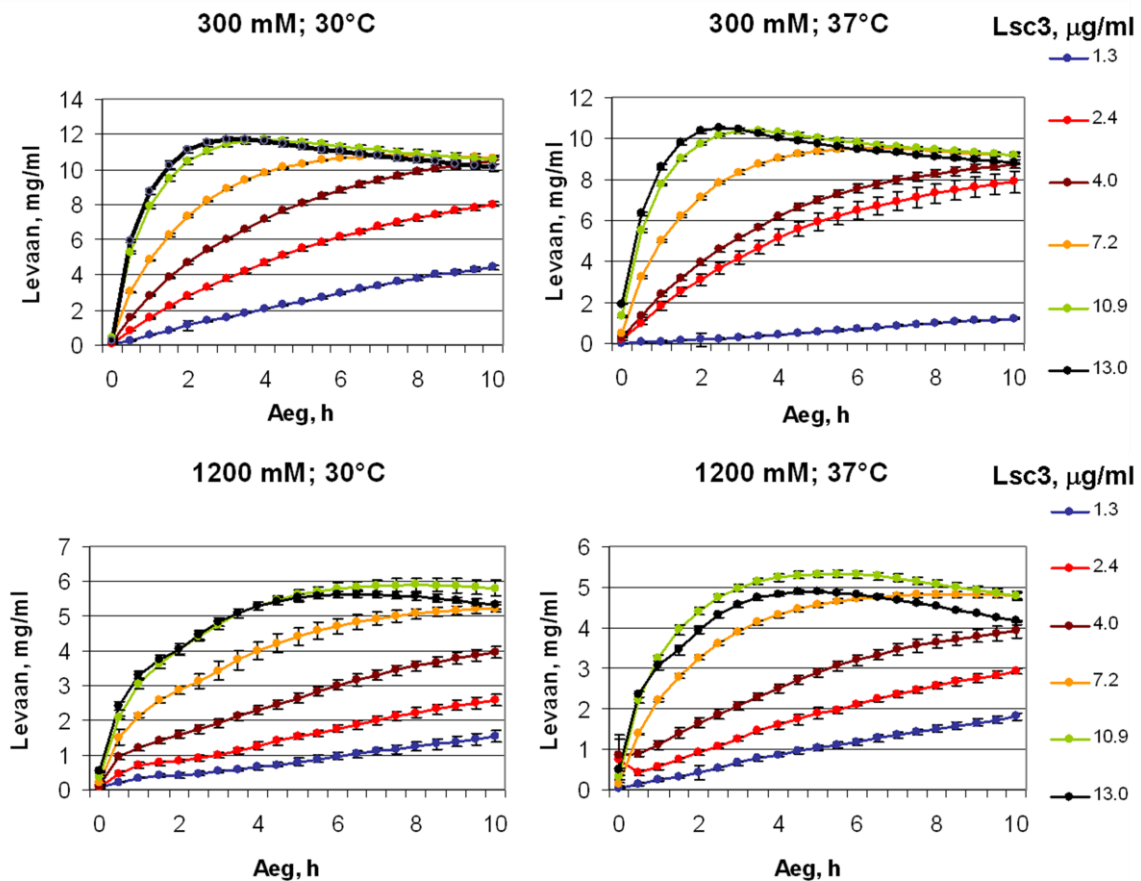 300 mM; 30°C
300 mM; 37°C
Lsc3, μg/ml
1.3
2.4
4.0
7.2
10.9
13.0
Levaan, mg/ml
14
12
10
8
6
4
2
0
0 2 4 6 8 10
Aeg, h
Levaan, mg/ml
12
10
8
6
4
2
0
0 2 4 6 8 10
Aeg, h
1200 mM; 30°C
1200 mM; 37°C
Lsc3, μg/ml
1.3
2.4
4.0
7.2
10.9
13.0
Levaan, mg/ml
7
6
5
4
3
2
1
0
0 2 4 6 8 10
Aeg, h
Levaan, mg/ml
6
5
4
3
2
1
0
0 2 4 6 8 10
Aeg, h